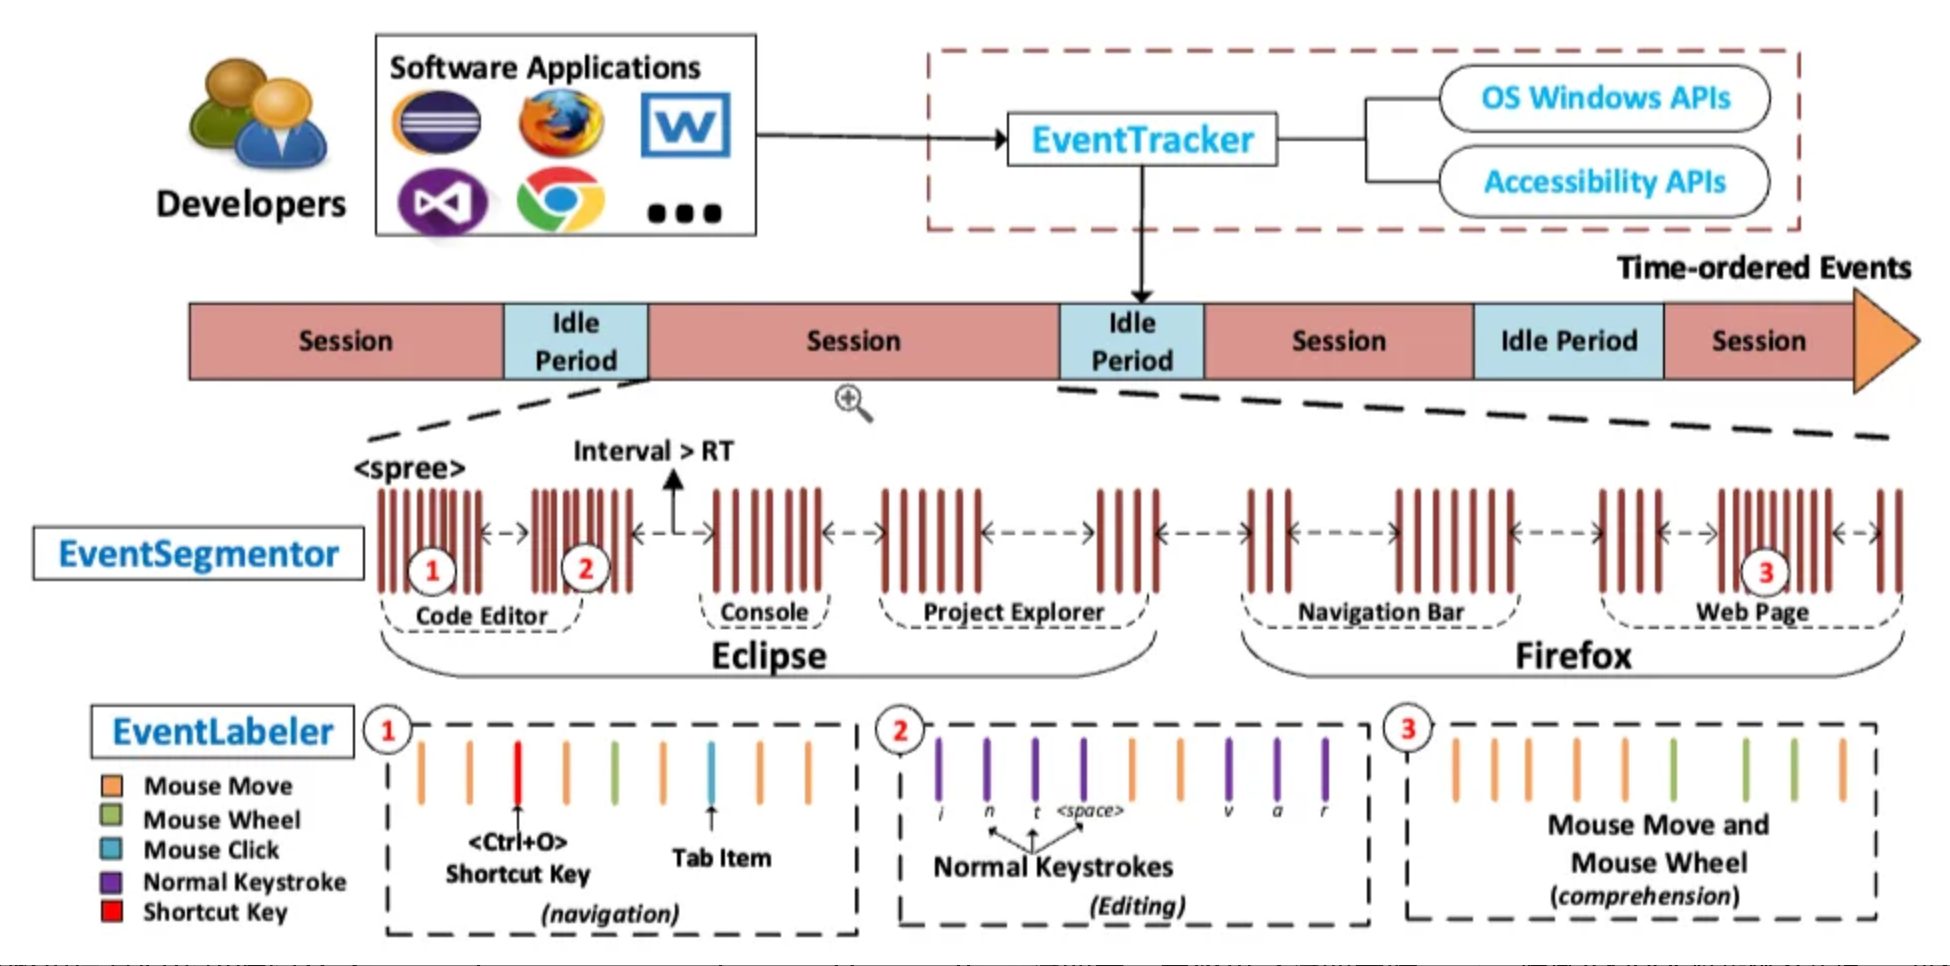 Software Applications
W
Developers
EventTracker
OS Windows APIs
Accessibility APIs
Time-ordered Events
Session
Idle
Period
Session
Idle
Period
Session
Idle Period
Session
Interval > RT
<spree>
EventSegmentor
1
2
3
Code Editor
Console
Project Explorer
Navigation Bar
Web Page
Eclipse
Firefox
EventLabeler
Mouse Move
Mouse Wheel
Mouse Click
Normal Keystroke
Shortcut Key
1
<Ctrl+O>
Shortcut Key
Tab Item
(navigation)
2
i n t <space> v a r
Normal Keystrokes
(Editing)
3
Mouse Move and
Mouse Wheel
(comprehension)